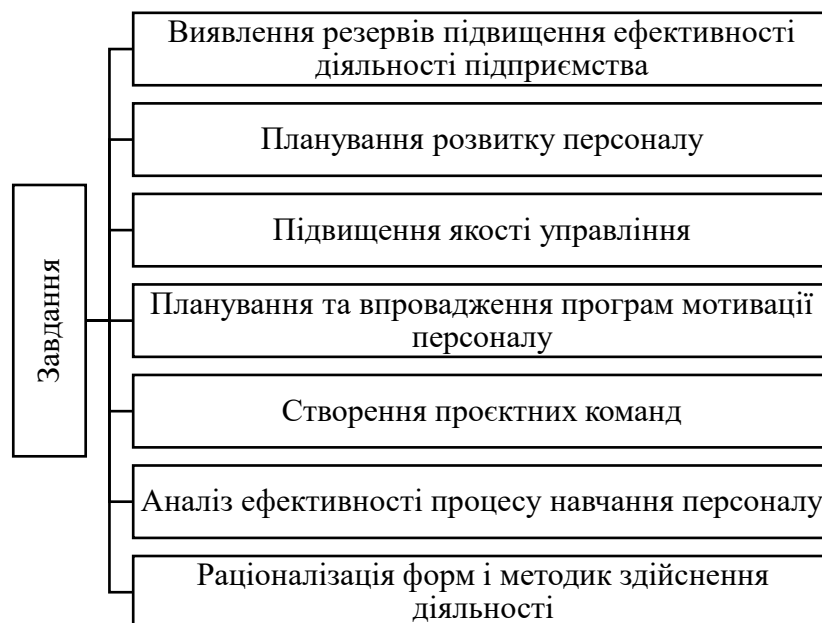 Завдання
Виявлення резервів підвищення ефективності
діяльності підприємства
Планування розвитку персоналу
Підвищення якості управління
Планування та впровадження програм мотивації
персоналу
Створення проєктних команд
Аналіз ефективності процесу навчання персоналу
Раціоналізація форм і методик здійснення
діяльності